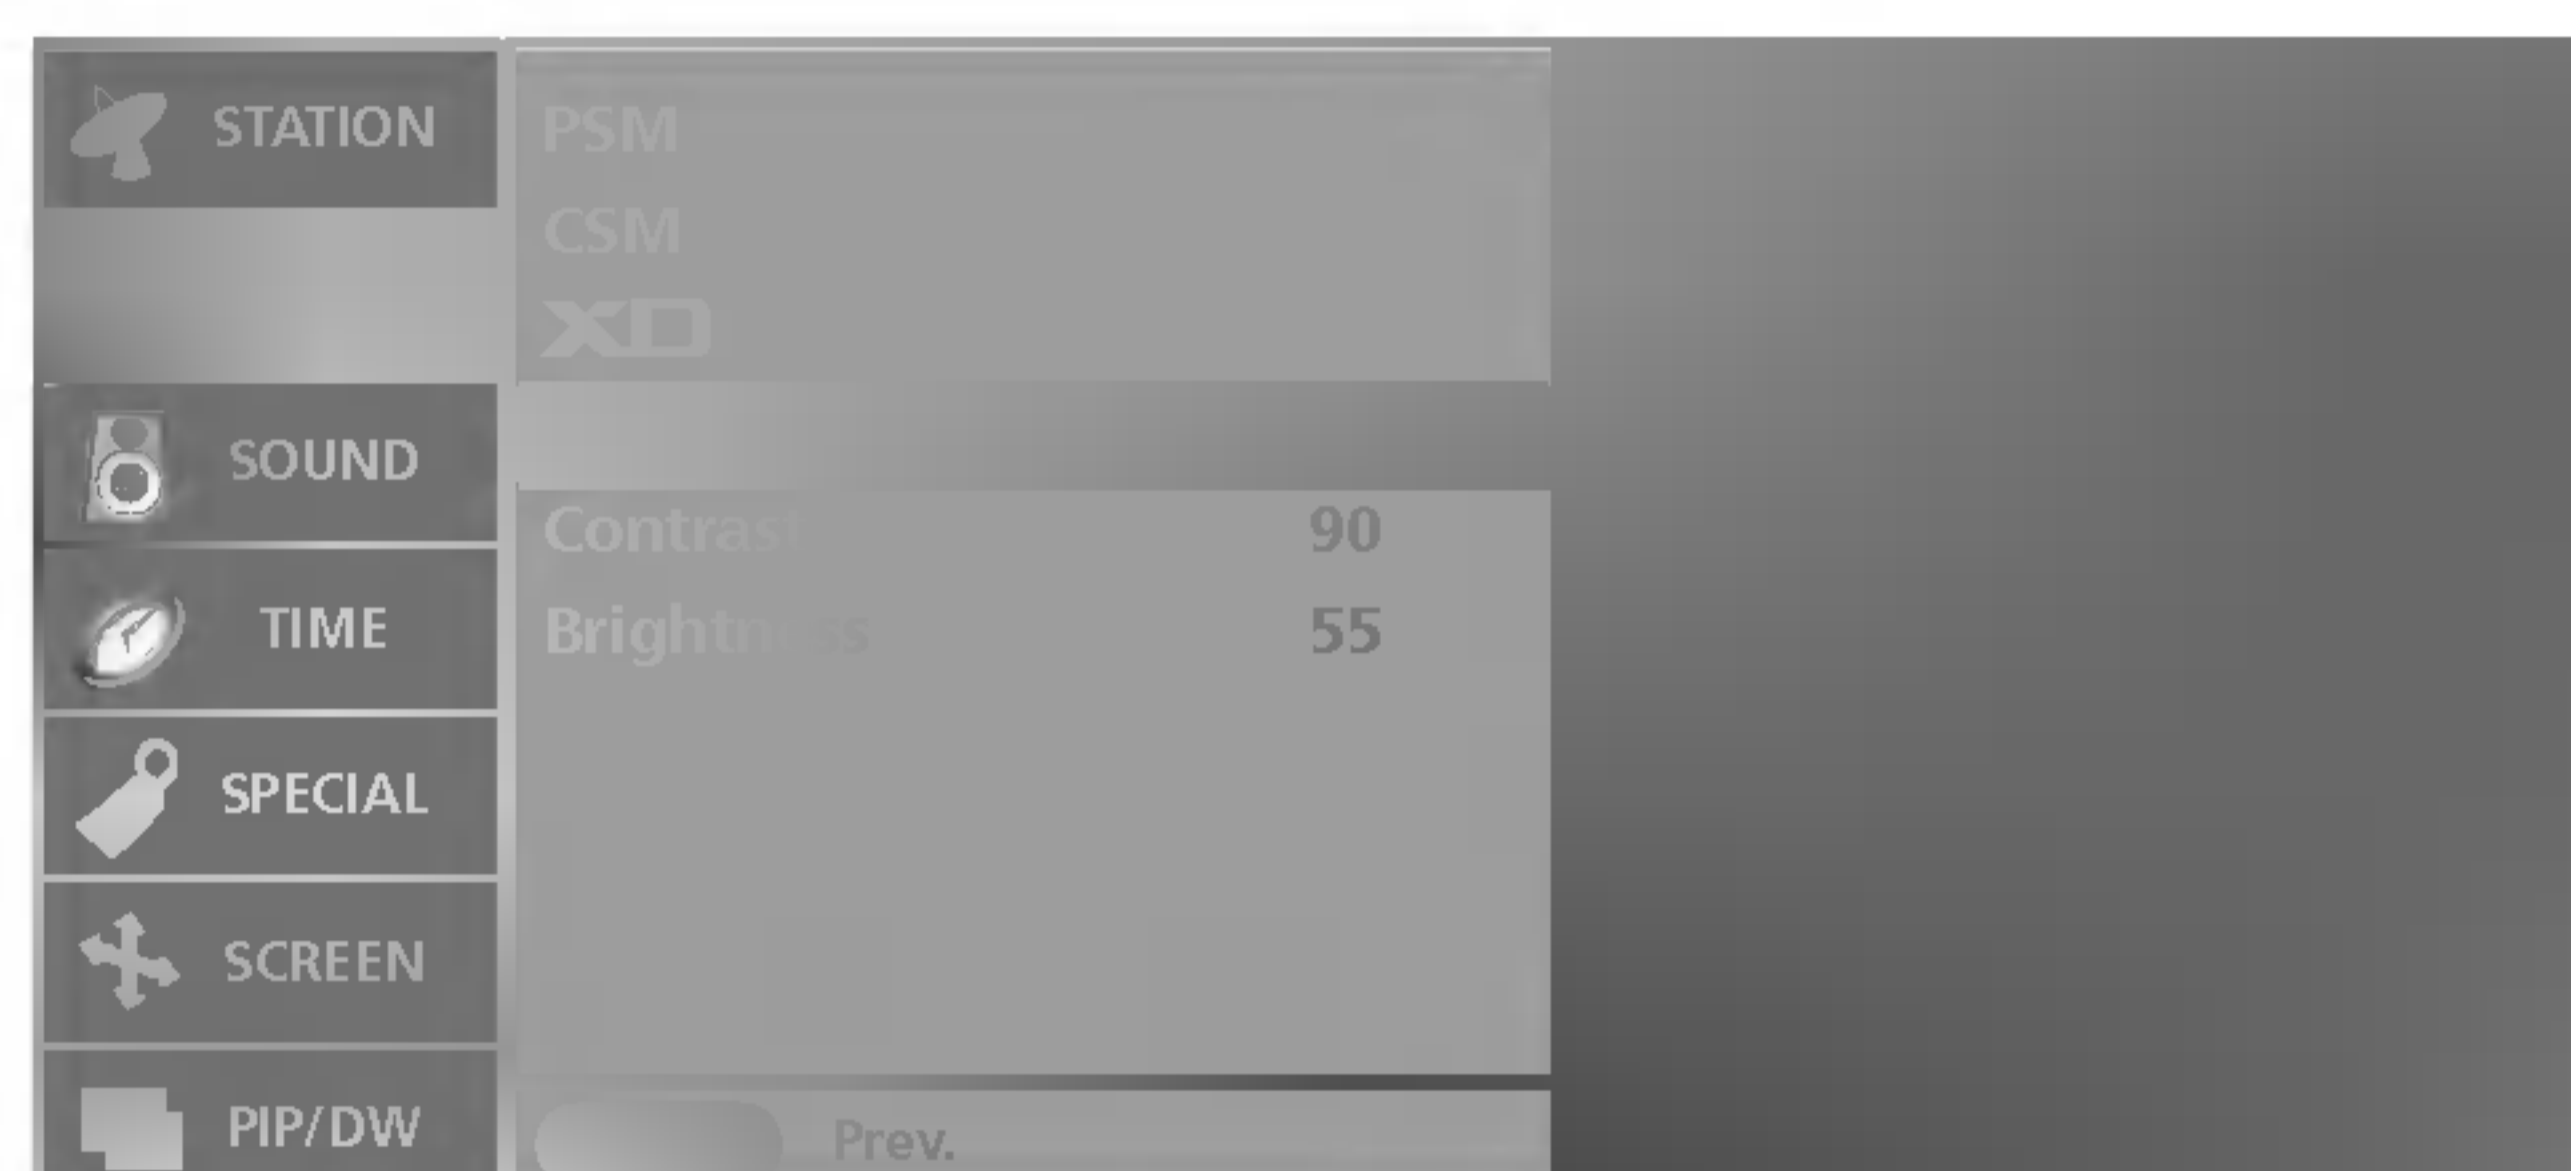 STATION
SOUND
TIME
SPECIAL
SCREEN
PIP/DW
PSM
CSM
XD
Contrast 90
Brightness 55
Prev.